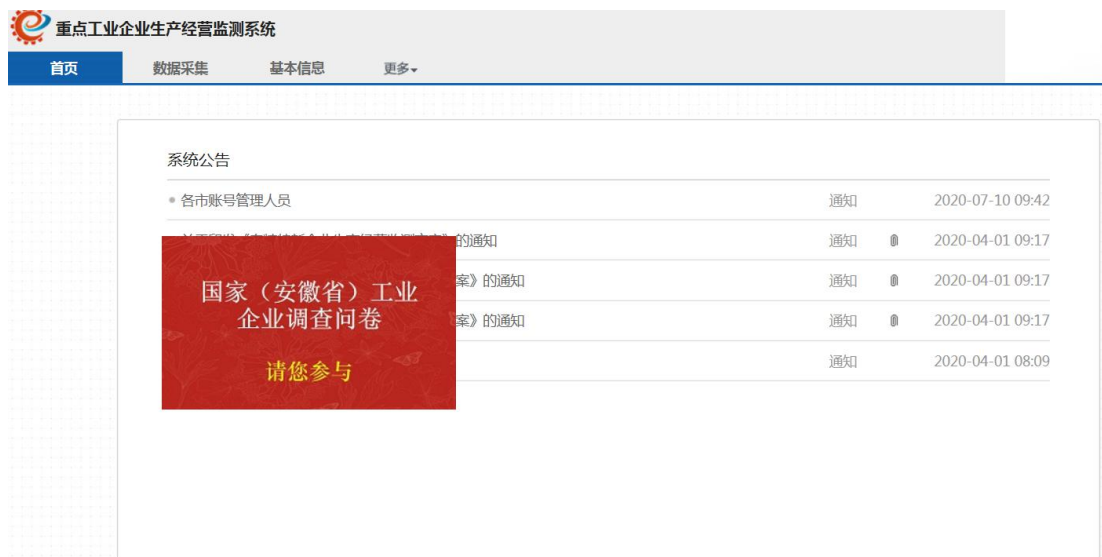 重点工业企业生产经营监测系统
首页 数据采集 基本信息 更多
系统公告
各市账号管理人员 通知 2020-07-10 09:42
的通知 通知 2020-04-01 09:17
案》的通知 通知 2020-04-01 09:17
案》的通知 通知 2020-04-01 09:17
通知 2020-04-01 08:09
国家（安徽省）工业
企业调查问卷
请您参与